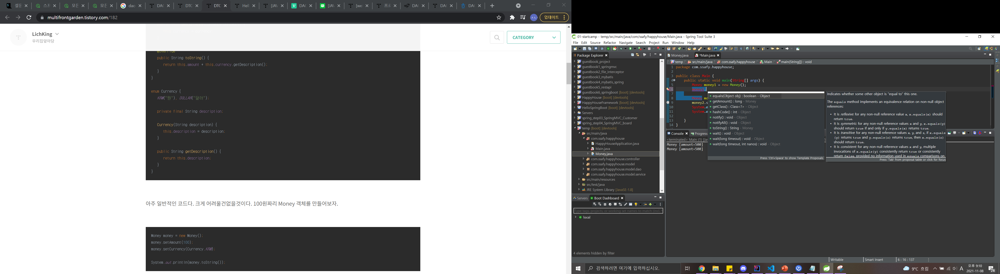 설문
스프
모든
모든
dao
DAO
DTO
DTO
Hell
[JAV
DAO
[JAV
[we
프르
DAO
DAO
DAO
multifrontgarden.tistory.com/182
업데이트
LichKing
우리집앞마당
CATEGORY
@Override
public String toString() {
return this.amount + this.currency.getDescription();
}
}
enum Currency {
KRW("원"), DOLLAR("달러");
private final String description;
Currency(String description) {
this.description = description;
}
public String getDescription() {
return this.description;
}
}
아주 일반적인 코드다. 크게 어려울건없을것이다. 100원짜리 Money 객체를 만들어보자.
Money money = new Money();
money.setAmount(100);
money.setCurrency(Currency.KRW);
System.out.println(money.toString());
01-startcamp - temp/src/main/java/com/ssafy/happyhouse/Main.java - Spring Tool Suite 3
File Edit Source Refactor Navigate Search Project Run Window Help
Package Explorer
guestbook_project
guestbook1_springmvc
guestbook2_file_interceptor
guestbook3_mybatis
guestbook4_mybatis_spring
guestbook5_restapi
guestbook6_springboot [boot] [devtools]
HappyHouse [boot] [devtools]
HappyHouseFramework [boot] [devtools]
HelloSpringBoot [boot] [devtools]
Servers
spring_step03_SpringMVC_Customer
spring_step04_SpringMVC_board
temp [boot] [devtools]
src/main/java
com.ssafy.happyhouse
HappyHouseApplication.java
Main.java
Money.java
com.ssafy.happyhouse.controller
com.ssafy.happyhouse.model
com.ssafy.happyhouse.model.dao
com.ssafy.happyhouse.model.service
src/main/resources
src/test/java
JRE System Library [JavaSE-1.8]
Servers Boot Dashboard
Type tags, projects, or working set names to match (incl. *
local
4 elements hidden by filter
Money.java *Main.java
temp src/main/java com.ssafy.happyhouse Main main(String[]) : void
1 package com.ssafy.happyhouse;
2
3 public class Main {
4 public static void main(String[] args) {
5 Money money1 = new Money();
6 money1.
7
8 Money mo
9 money2.s
10 System.o
11 System.o
12
13 }
14 }
equals(Object obj) : boolean - Object
getAmount() : long - Money
getClass() : Class<?> - Object
hashCode() : int - Object
notify() : void - Object
notifyAll() : void - Object
toString() : String - Money
wait() : void - Object
wait(long timeout) : void - Object
wait(long timeout, int nanos) : void - Object
Press 'Ctrl+Space' to show Template Proposals
Indicates whether some other object is "equal to" this one.
The equals method implements an equivalence relation on non-null object
references:
• It is reflexive: for any non-null reference value x, x.equals(x) should
return true.
• It is symmetric: for any non-null reference values x and y, x.equals(y)
should return true if and only if y.equals(x) returns true.
• It is transitive: for any non-null reference values x, y, and z, if x.equals
(y) returns true and y.equals(z) returns true, then x.equals(z)
should return true.
• It is consistent: for any non-null reference values x and y, multiple
invocations of x.equals(y) consistently return true or consistently
return false, provided no information used in equals comparisons on
Press 'Tab' from proposal table or click for focus
Console Progress
<terminated> Main (1) [Jav
Money [amount=500]
Money [amount=500]
Writable Smart Insert 6 : 16 : 137
검색하려면 여기에 입력하십시오.
9°C 흐림
A
오후 9:10
2021-11-08
28